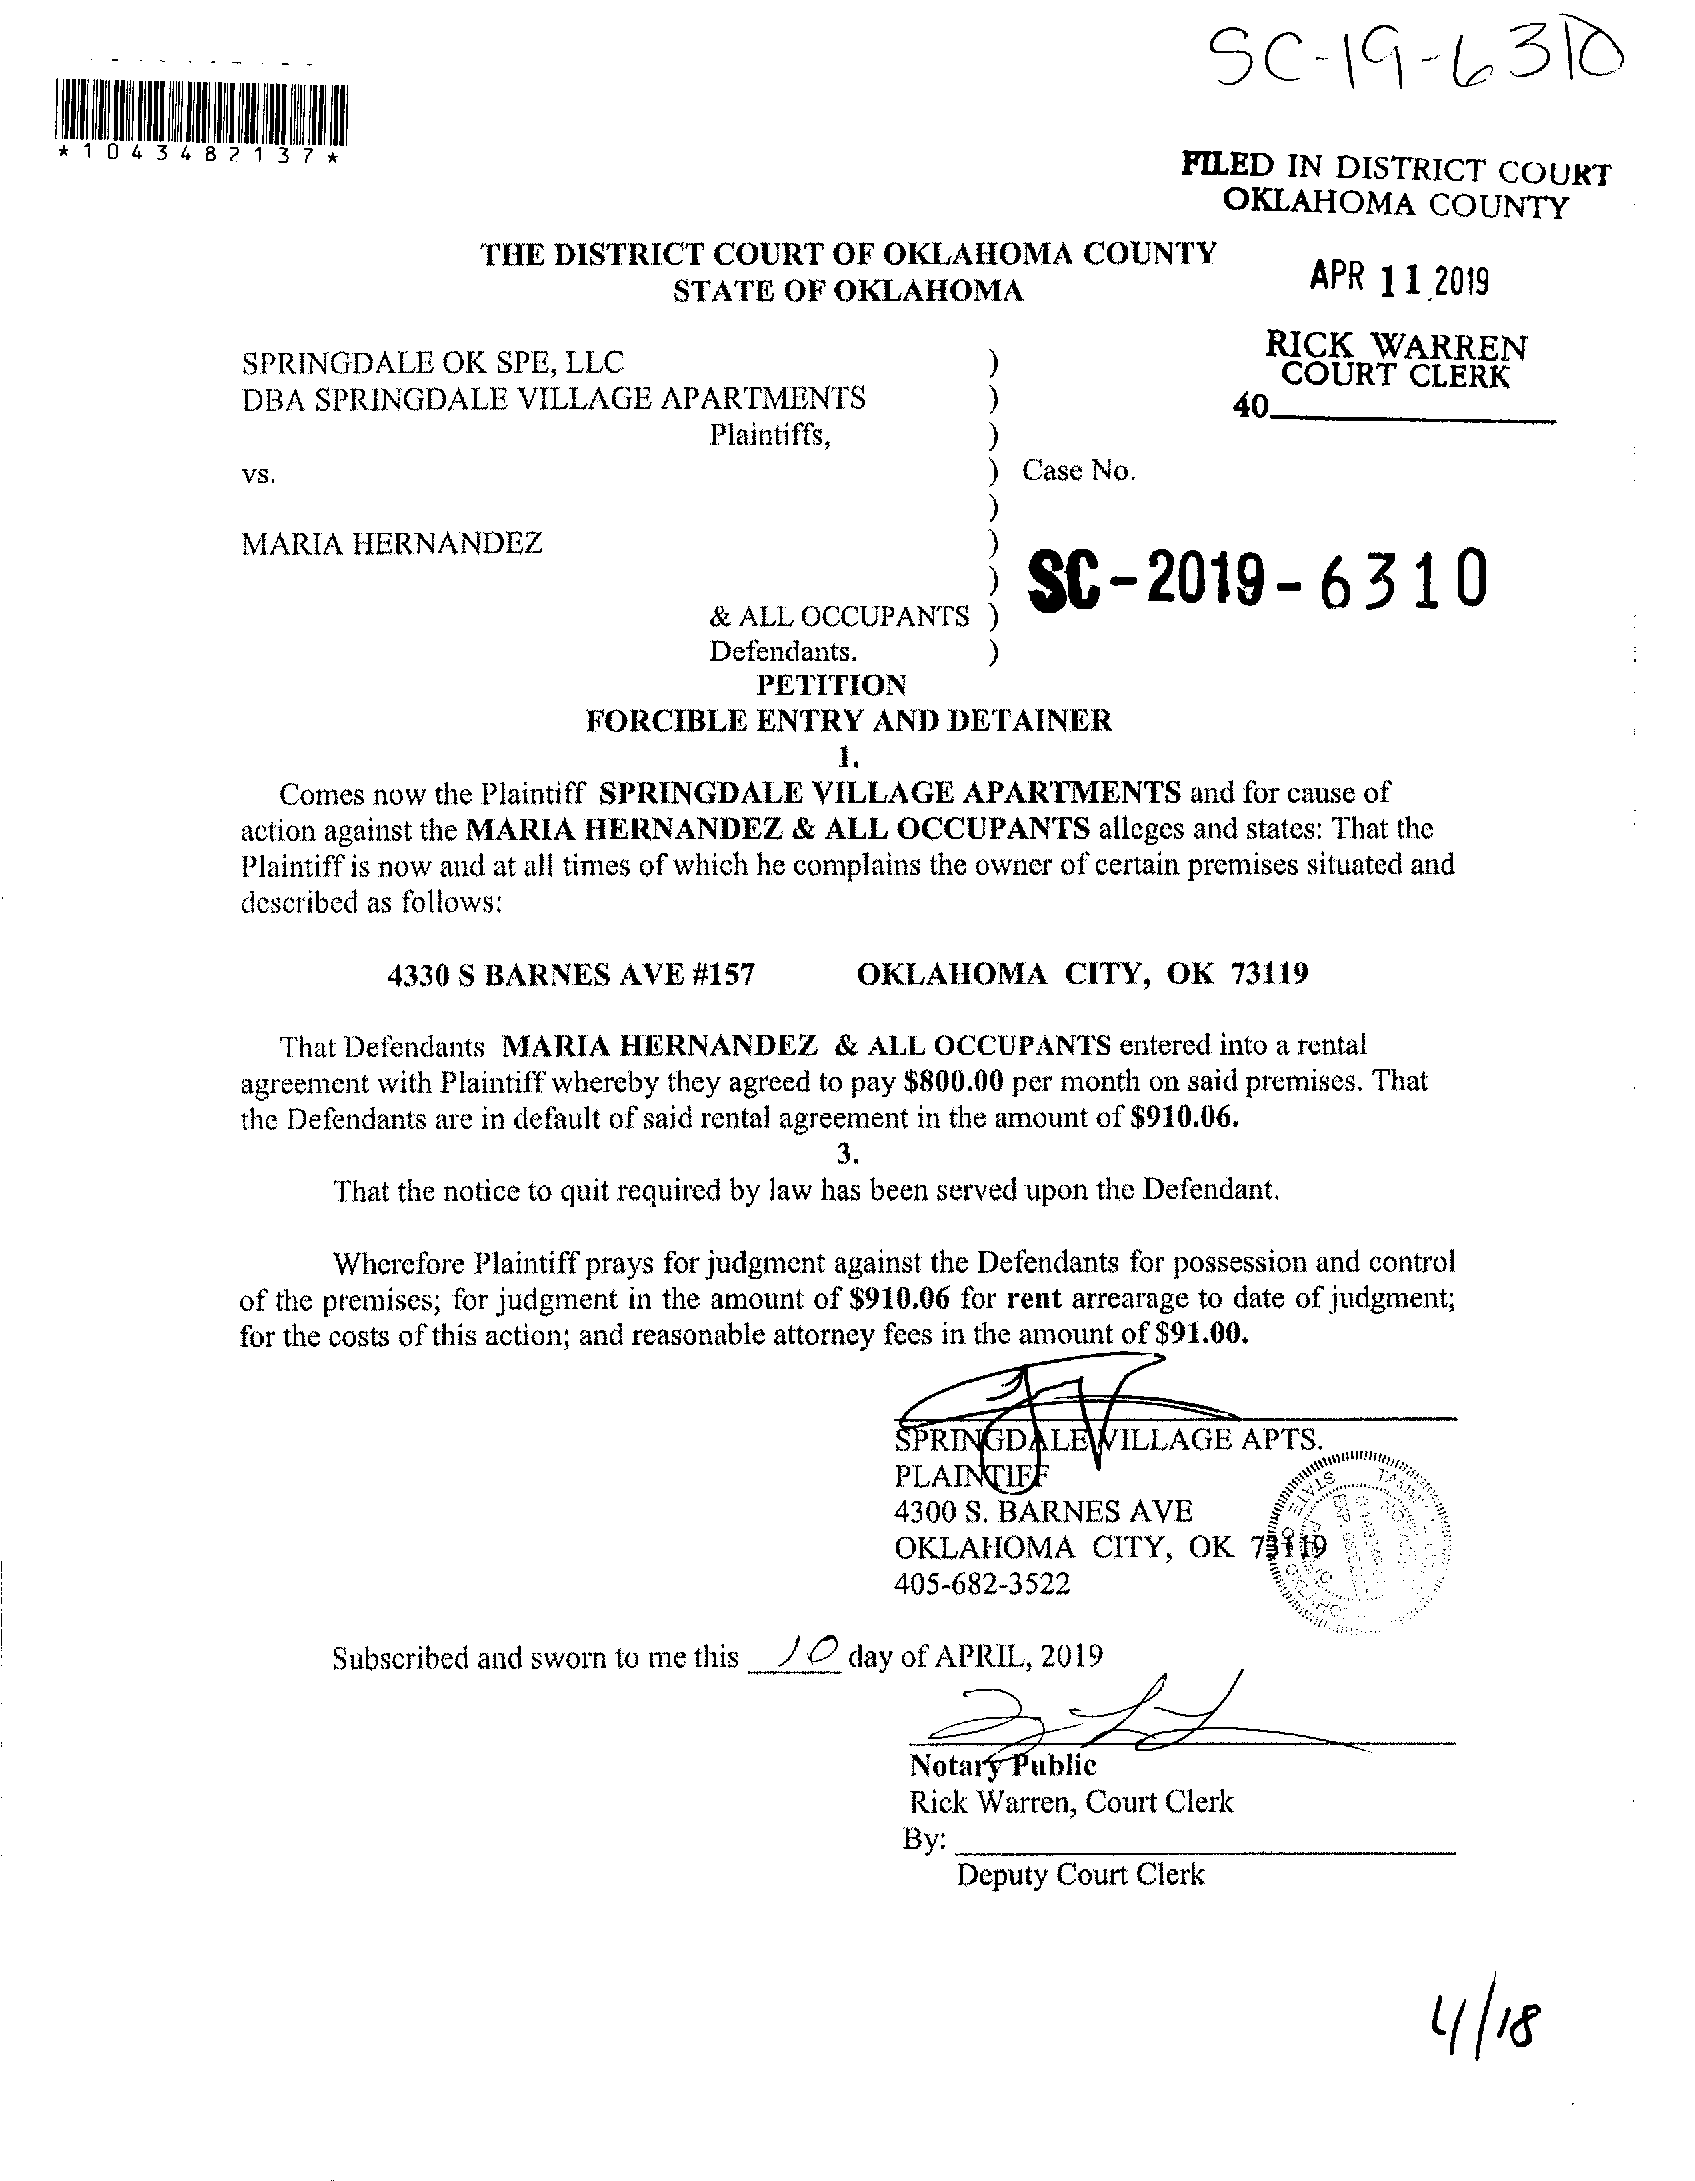 SC-19-6310
*1043487137*
FILED IN DISTRICT COURT
OKLAHOMA COUNTY
THE DISTRICT COURT OF OKLAHOMA COUNTY
STATE OF OKLAHOMA
APR 11 2019
RICK WARREN
COURT CLERK
40
SPRINGDALE OK SPE, LLC )
DBA SPRINGDALE VILLAGE APARTMENTS )
Plaintiffs, )
vs. ) Case No.
)
MARIA HERNANDEZ )
) SC-2019-6310
& ALL OCCUPANTS )
Defendants. )
PETITION
FORCIBLE ENTRY AND DETAINER
1.
Comes now the Plaintiff SPRINGDALE VILLAGE APARTMENTS and for cause of
action against the MARIA HERNANDEZ & ALL OCCUPANTS alleges and states: That the
Plaintiff is now and at all times of which he complains the owner of certain premises situated and
described as follows:
4330 S BARNES AVE #157 OKLAHOMA CITY, OK 73119
That Defendants MARIA HERNANDEZ & ALL OCCUPANTS entered into a rental
agreement with Plaintiff whereby they agreed to pay $800.00 per month on said premises. That
the Defendants are in default of said rental agreement in the amount of $910.06.
3.
That the notice to quit required by law has been served upon the Defendant.
Wherefore Plaintiff prays for judgment against the Defendants for possession and control
of the premises; for judgment in the amount of $910.06 for rent arrearage to date of judgment;
for the costs of this action; and reasonable attorney fees in the amount of $91.00.
SPRINGDALE VILLAGE APTS.
PLAINTIFF
4300 S. BARNES AVE
OKLAHOMA CITY, OK 73119
405-682-3522
Subscribed and sworn to me this 10 day of APRIL, 2019
Notary Public
Rick Warren, Court Clerk
By:
Deputy Court Clerk
4/18